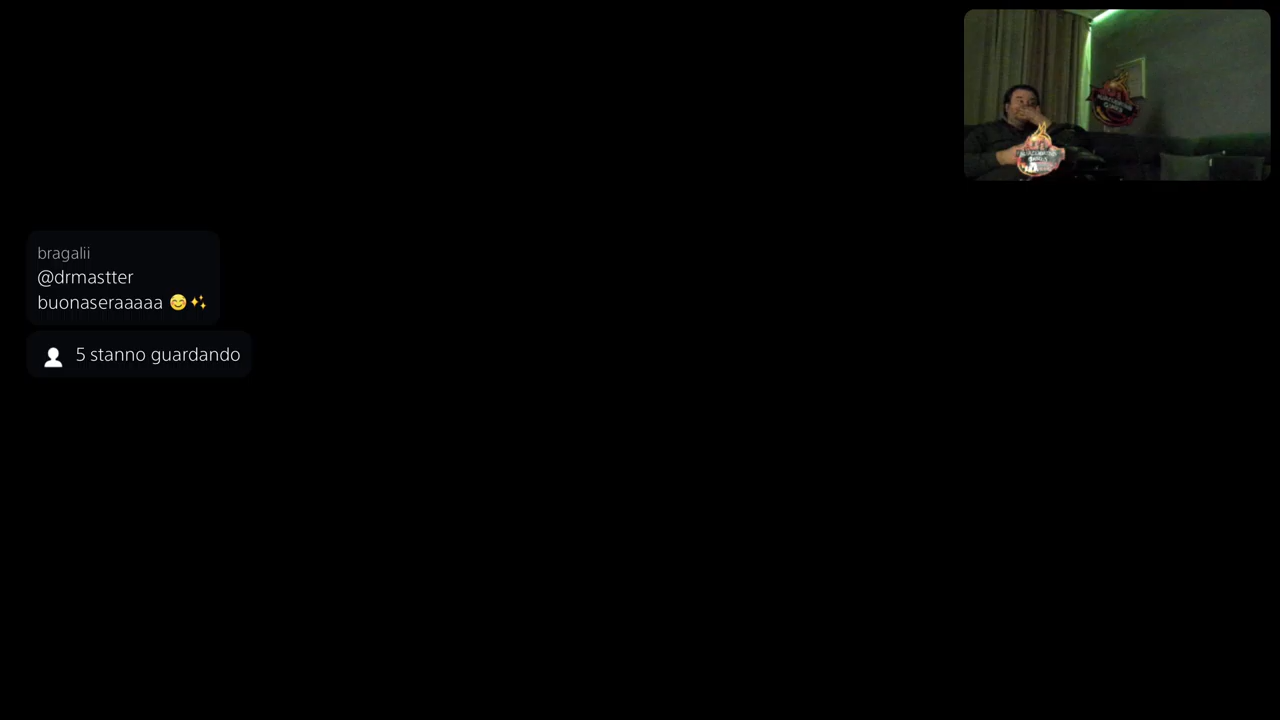 bragalii
@drmastter
buonaseraaaaa 😊✨
5 stanno guardando